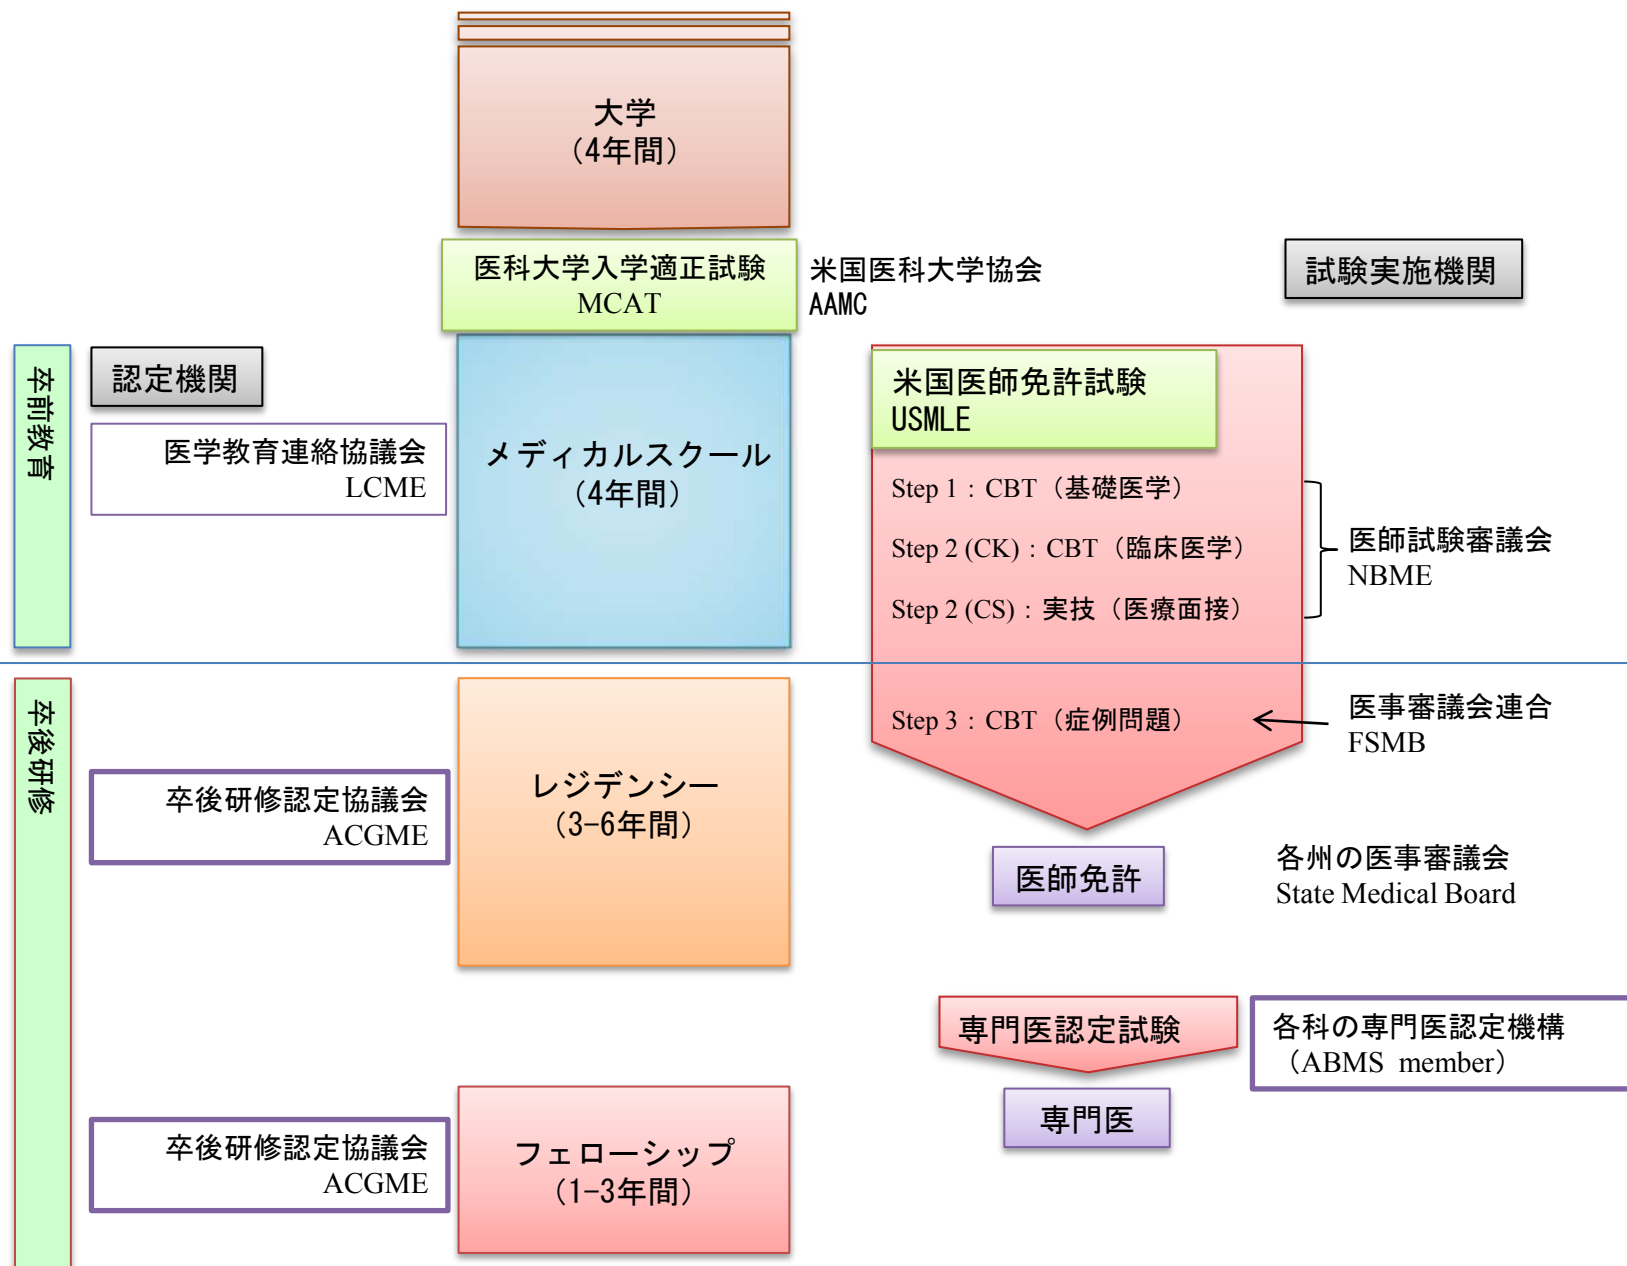 大学
（4年間）
医科大学入学適正試験
MCAT
米国医科大学協会
AAMC
試験実施機関
卒前教育
認定機関
医学教育連絡協議会
LCME
メディカルスクール
（4年間）
米国医師免許試験
USMLE
Step 1：CBT（基礎医学）
Step 2 (CK)：CBT（臨床医学）
Step 2 (CS)：実技（医療面接）
医師試験審議会
NBME
卒後研修
Step 3：CBT（症例問題）
医事審議会連合
FSMB
卒後研修認定協議会
ACGME
レジデンシー
（3-6年間）
医師免許
各州の医事審議会
State Medical Board
専門医認定試験
各科の専門医認定機構
（ABMS member）
専門医
卒後研修認定協議会
ACGME
フェローシップ
（1-3年間）